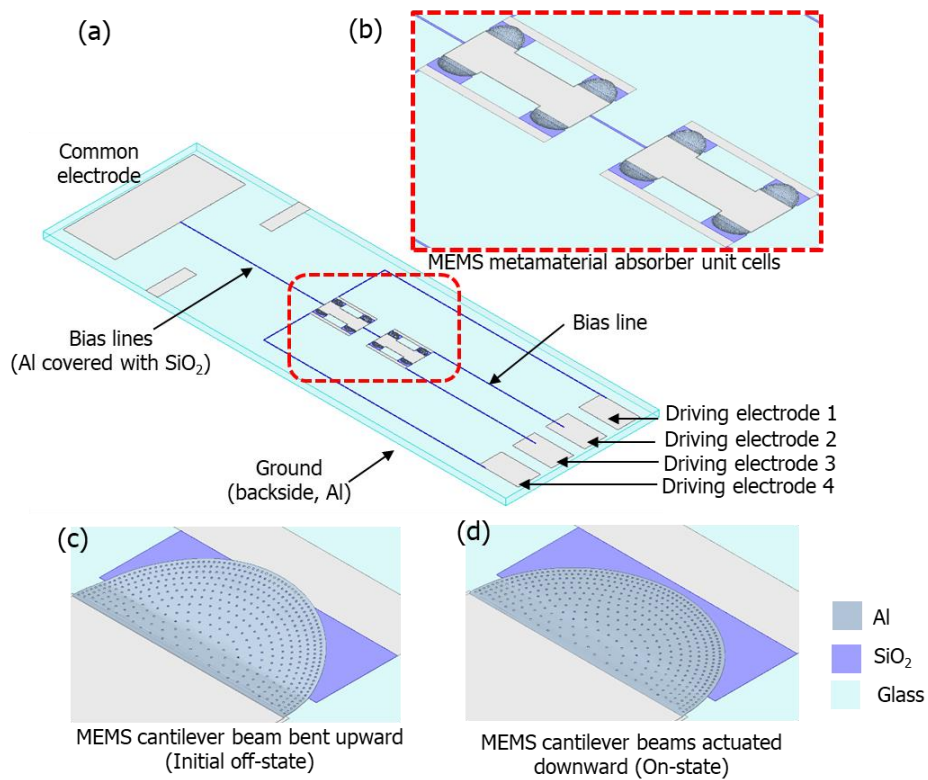 (a)
(b)
Common
electrode
MEMS metamaterial absorber unit cells
Bias lines
(Al covered with SiO₂)
Bias line
Driving electrode 1
Driving electrode 2
Driving electrode 3
Driving electrode 4
Ground
(backside, Al)
(c)
(d)
Al
SiO₂
Glass
MEMS cantilever beam bent upward
(Initial off-state)
MEMS cantilever beams actuated
downward (On-state)